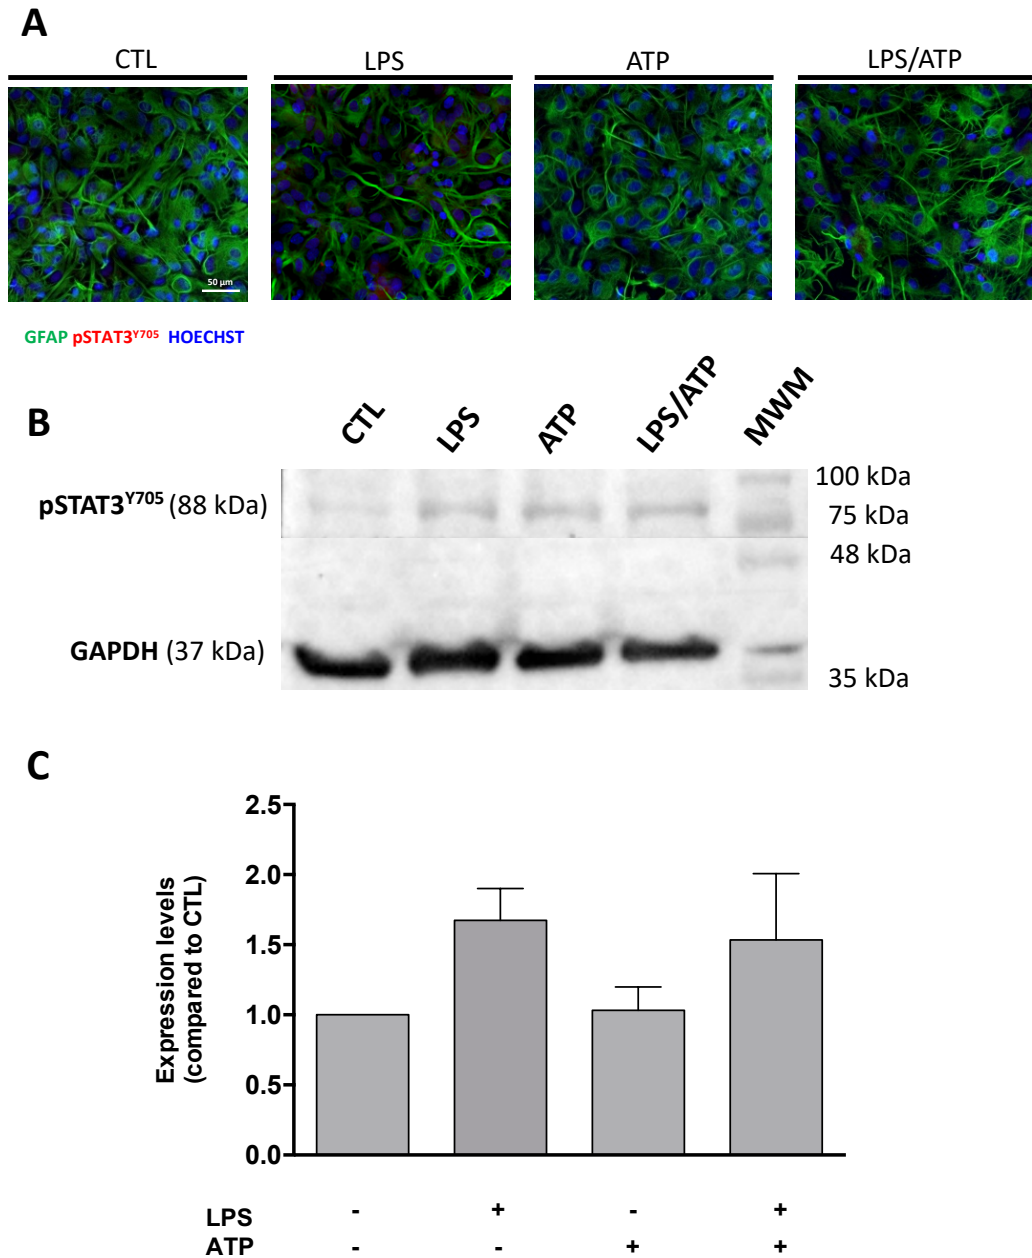 A
CTL LPS ATP LPS/ATP
50 µm
GFAP pSTAT3Y705 HOECHST
B
CTL LPS ATP LPS/ATP MWM
pSTAT3Y705 (88 kDa)
100 kDa
75 kDa
48 kDa
GAPDH (37 kDa)
35 kDa
C
Expression levels
(compared to CTL)
2.5
2.0
1.5
1.0
0.5
0.0
LPS - + - +
ATP - - + +